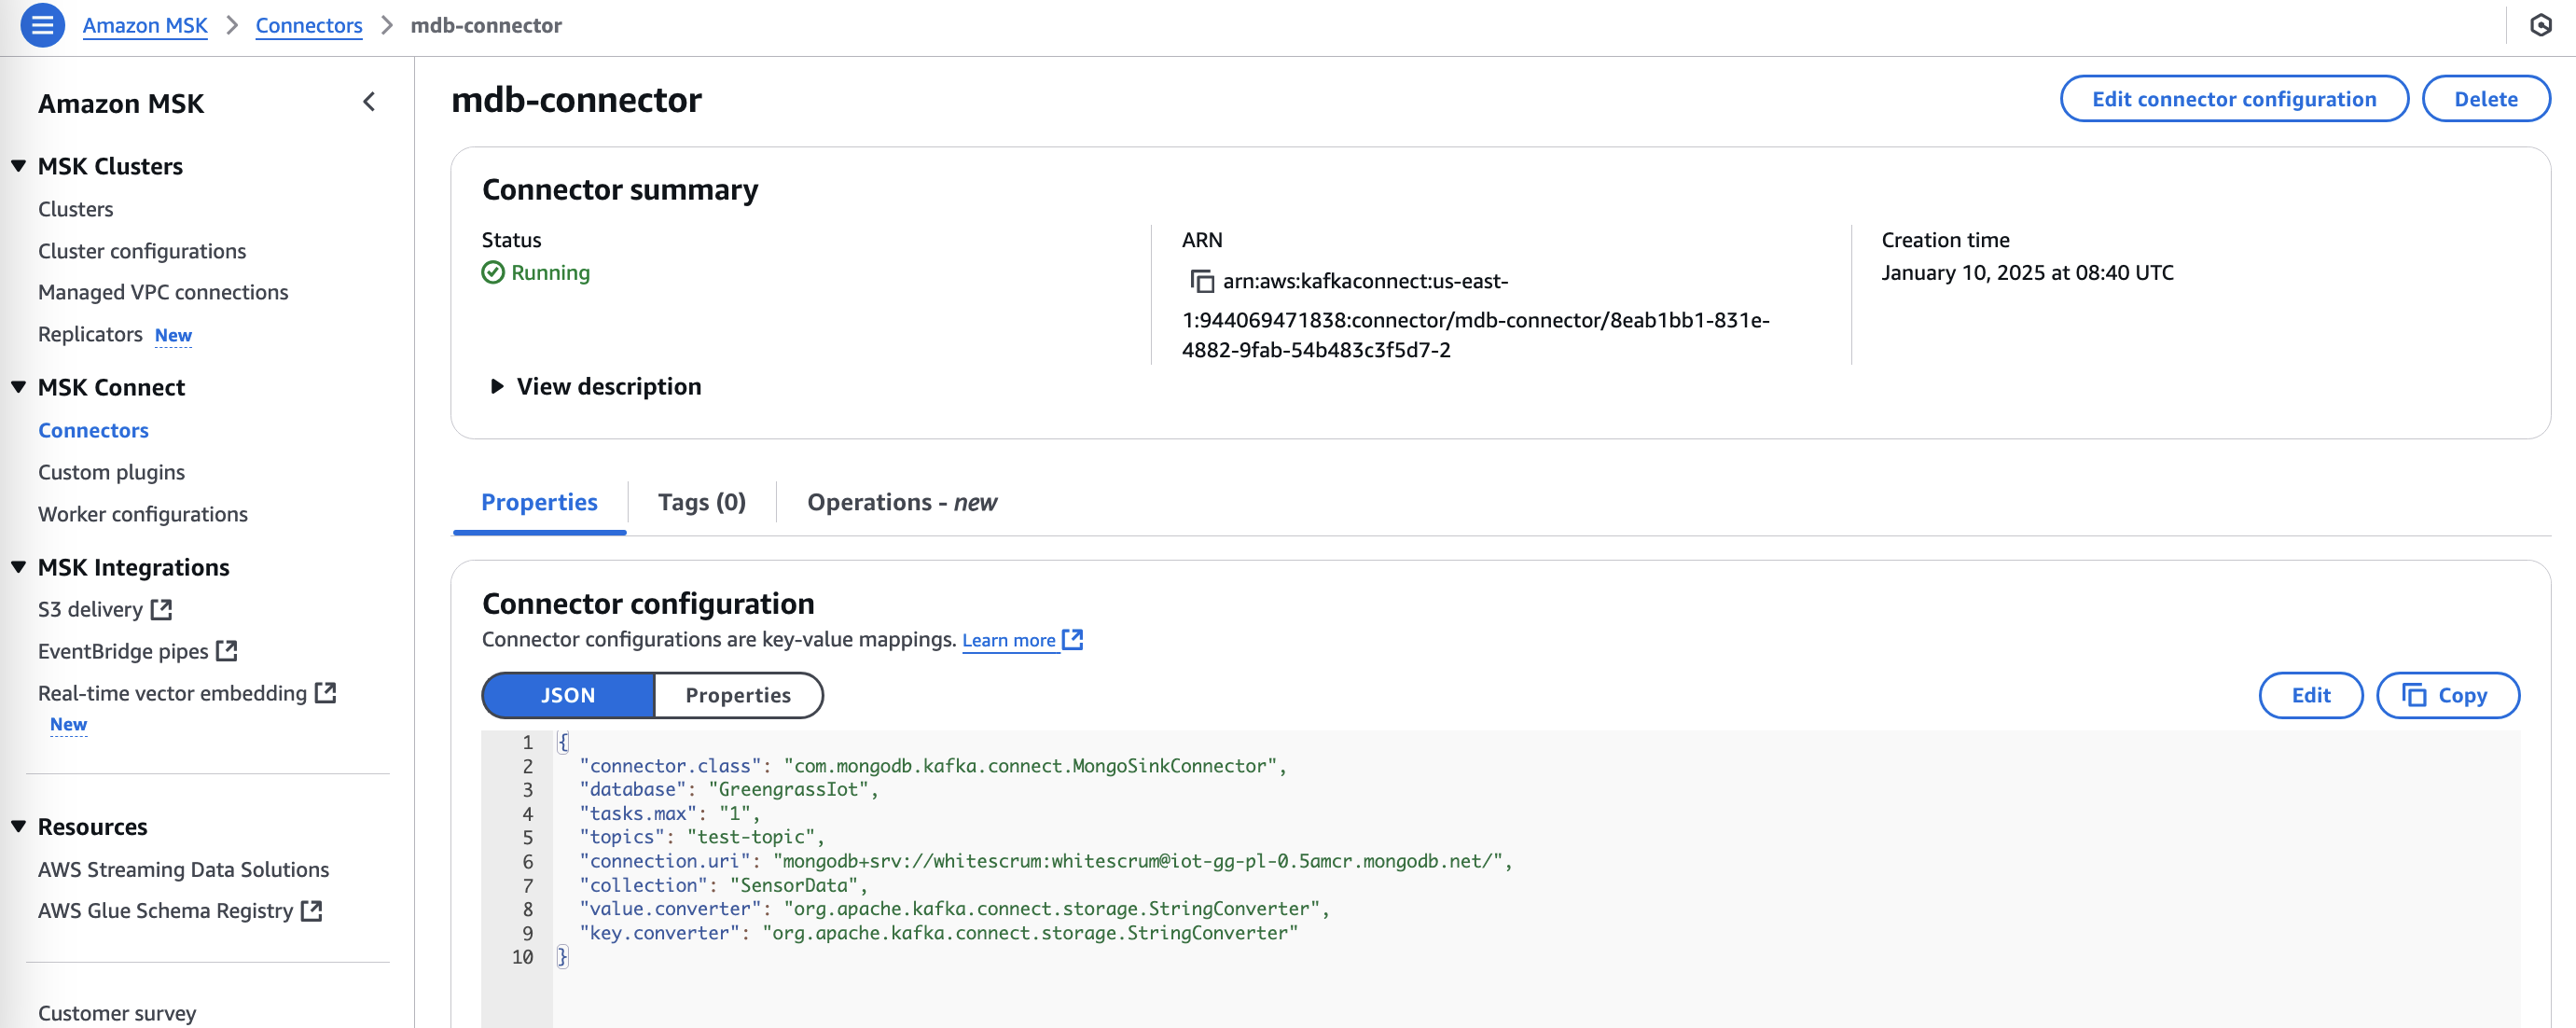 Amazon MSK > Connectors > mdb-connector
Amazon MSK
MSK Clusters
Clusters
Cluster configurations
Managed VPC connections
Replicators New
MSK Connect
Connectors
Custom plugins
Worker configurations
MSK Integrations
S3 delivery
EventBridge pipes
Real-time vector embedding
New
Resources
AWS Streaming Data Solutions
AWS Glue Schema Registry
Customer survey
mdb-connector
Edit connector configuration
Delete
Connector summary
Status
Running
ARN
arn:aws:kafkaconnect:us-east-
1:944069471838:connector/mdb-connector/8eab1bb1-831e-
4882-9fab-54b483c3f5d7-2
Creation time
January 10, 2025 at 08:40 UTC
View description
Properties
Tags (0)
Operations - new
Connector configuration
Connector configurations are key-value mappings. Learn more
JSON
Properties
Edit
Copy
1 {
2 "connector.class": "com.mongodb.kafka.connect.MongoSinkConnector",
3 "database": "GreengrassIot",
4 "tasks.max": "1",
5 "topics": "test-topic",
6 "connection.uri": "mongodb+srv://whitescrum:whitescrum@iot-gg-pl-0.5amcr.mongodb.net/",
7 "collection": "SensorData",
8 "value.converter": "org.apache.kafka.connect.storage.StringConverter",
9 "key.converter": "org.apache.kafka.connect.storage.StringConverter"
10 }